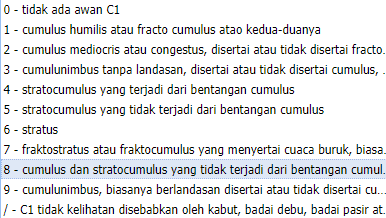 0 - tidak ada awan C1
1 - cumulus humilis atau fracto cumulus atao kedua-duanya
2 - cumulus mediocris atau congestus, disertai atau tidak disertai fracto.
3 - cumulunimbus tanpa landasan, disertai atau tidak disertai cumulus, .
4 - stratocumulus yang terjadi dari bentangan cumulus
5 - stratocumulus yang tidak terjadi dari bentangan cumulus
6 - stratus
7 - fraktostratus atau fraktocumulus yang menyertai cuaca buruk, biasa.
8 - cumulus dan stratocumulus yang tidak terjadi dari bentangan cumul.
9 - cumulunimbus, biasanya berlandasan disertai atau tidak disertai cu...
/ - C1 tidak kelihatan disebabkan oleh kabut, badai debu, badai pasir at.